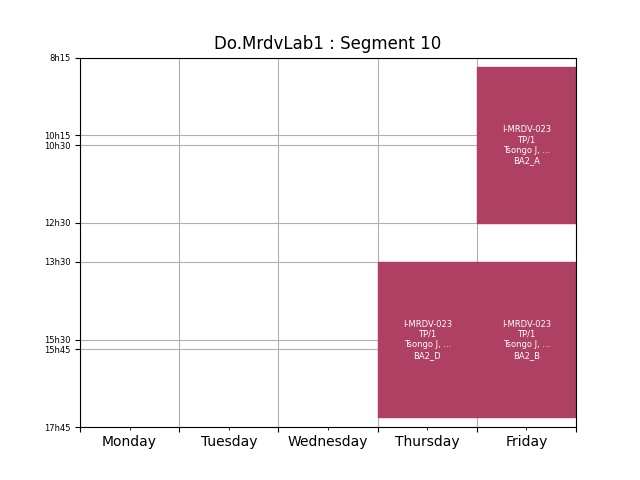 Do.MrdvLab1 : Segment 10
8h15
10h15
10h30
12h30
13h30
15h30
15h45
17h45
I-MRDV-023
TP/1
Tsongo J, ...
BA2_A
I-MRDV-023
TP/1
Tsongo J, ...
BA2_D
I-MRDV-023
TP/1
Tsongo J, ...
BA2_B
Monday
Tuesday
Wednesday
Thursday
Friday